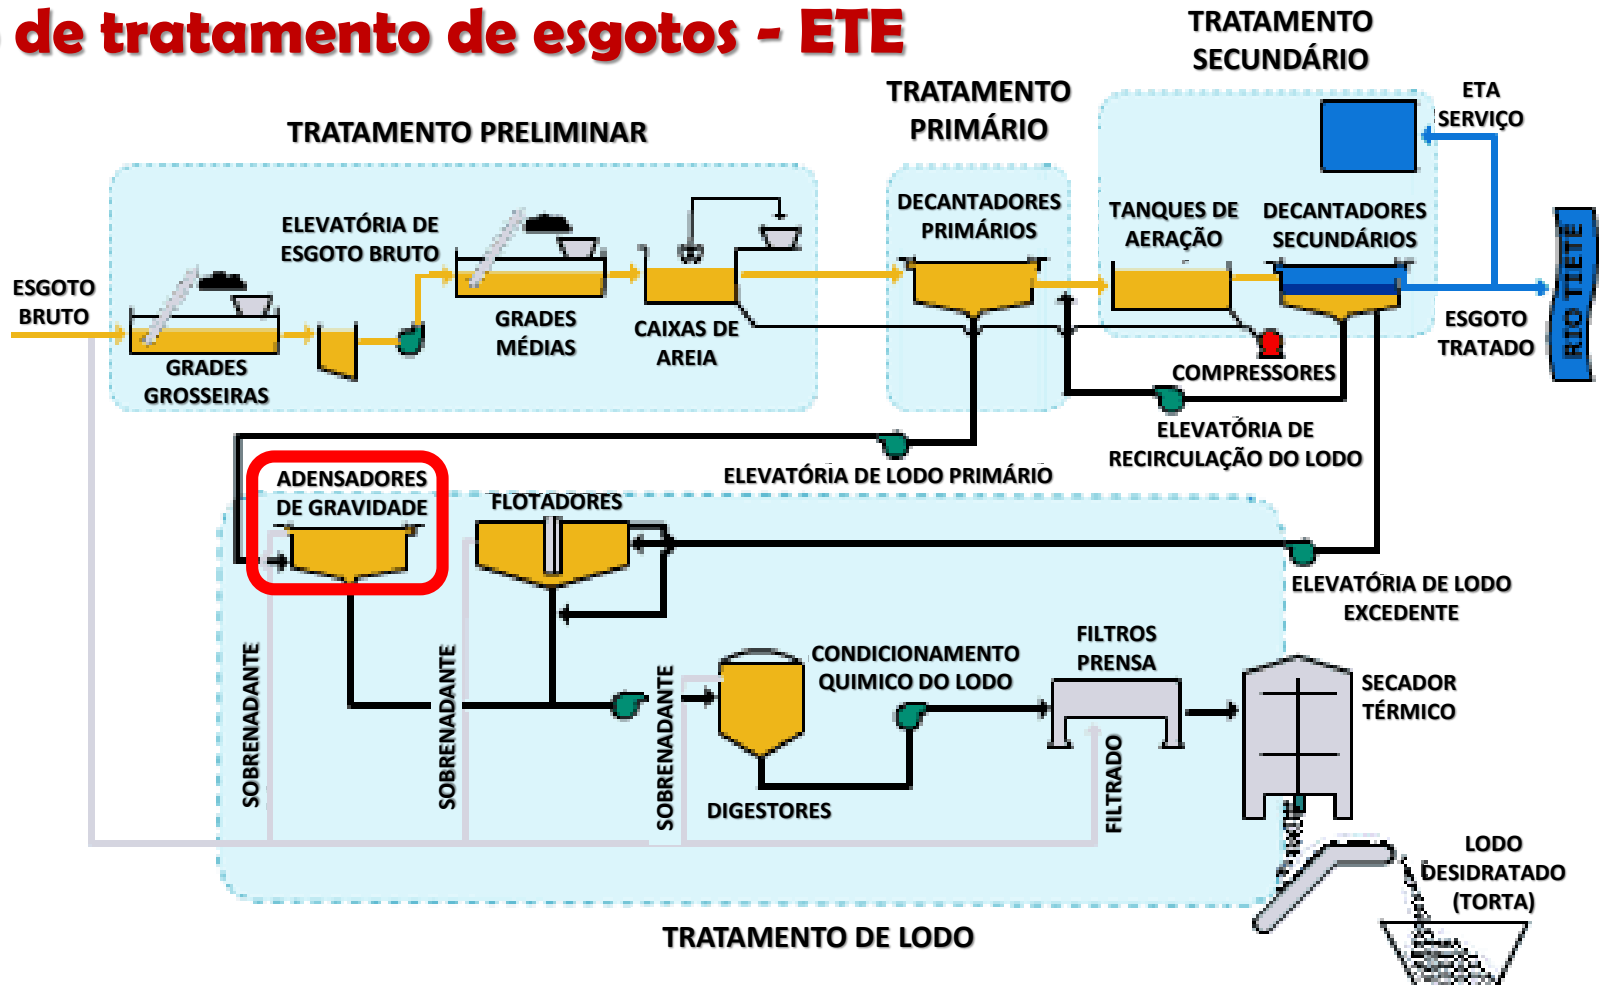 de tratamento de esgotos - ETE
TRATAMENTO
SECUNDÁRIO
TRATAMENTO
PRIMÁRIO
TRATAMENTO PRELIMINAR
ETA
SERVIÇO
ELEVATÓRIA DE
ESGOTO BRUTO
DECANTADORES
PRIMÁRIOS
TANQUES DE
AERAÇÃO
DECANTADORES
SECUNDÁRIOS
ESGOTO
BRUTO
GRADES
GROSSEIRAS
GRADES
MÉDIAS
CAIXAS DE
AREIA
COMPRESSORES
ESGOTO
TRATADO
RIO TIETÊ
ELEVATÓRIA DE
RECIRCULAÇÃO DO LODO
ELEVATÓRIA DE LODO PRIMÁRIO
ADENSADORES
DE GRAVIDADE
FLOTADORES
ELEVATÓRIA DE LODO
EXCEDENTE
SOBRENADANTE
SOBRENADANTE
SOBRENADANTE
CONDICIONAMENTO
QUIMICO DO LODO
FILTROS
PRENSA
SECADOR
TÉRMICO
DIGESTORES
FILTRADO
LODO
DESIDRATADO
(TORTA)
TRATAMENTO DE LODO